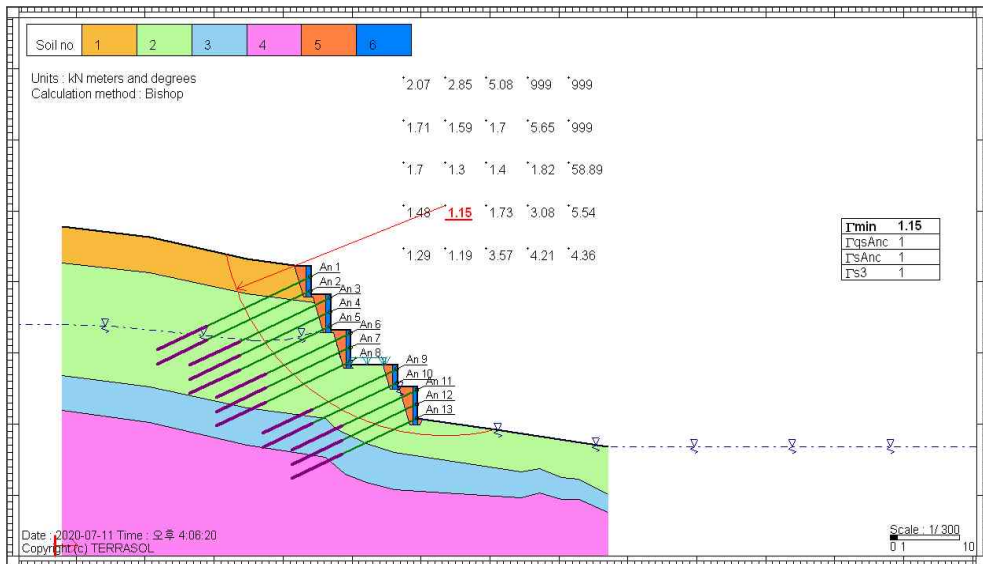 Soil no 1 2 3 4 5 6
Units : kN meters and degrees
Calculation method : Bishop
2.07 2.85 5.08 999 999
1.71 1.59 1.7 5.65 999
1.7 1.3 1.4 1.82 58.89
1.48 1.15 1.73 3.08 5.54
1.29 1.19 3.57 4.21 4.36
Γmin 1.15
ΓqsAnc 1
ΓsAnc 1
Γs3 1
An 1
An 2
An 3
An 4
An 5
An 6
An 7
An 8
An 9
An 10
An 11
An 12
An 13
Date : 2020-07-11 Time : 오후 4:06:20
Copyright (c) TERRASOL
Scale : 1/ 300
0 1 10